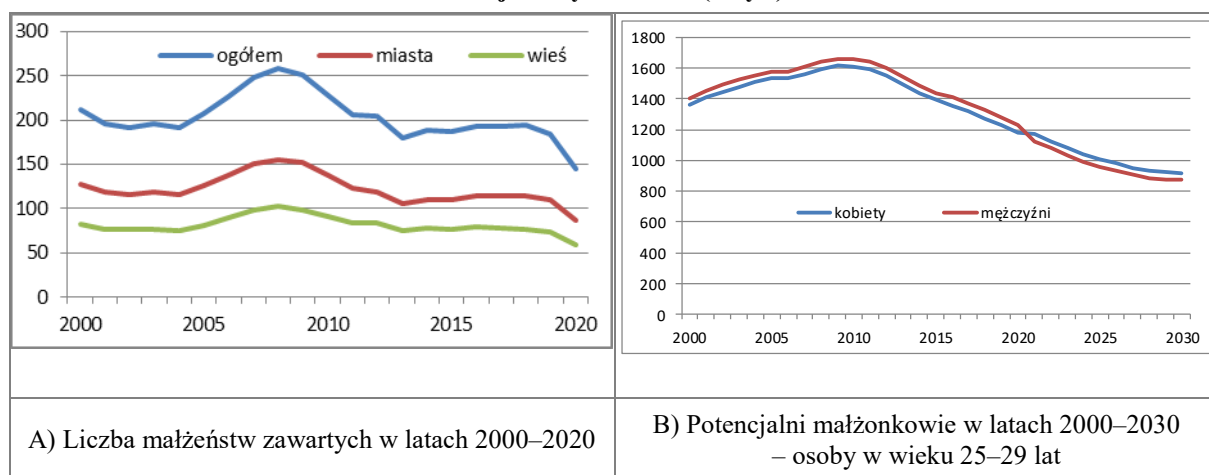 300
250
200
150
100
50
0
ogółem miasta wieś
2000 2005 2010 2015 2020
1800
1600
1400
1200
1000
800
600
400
200
0
kobiety mężczyźni
2000 2005 2010 2015 2020 2025 2030
A) Liczba małżeństw zawartych w latach 2000–2020
B) Potencjalni małżonkowie w latach 2000–2030
– osoby w wieku 25–29 lat